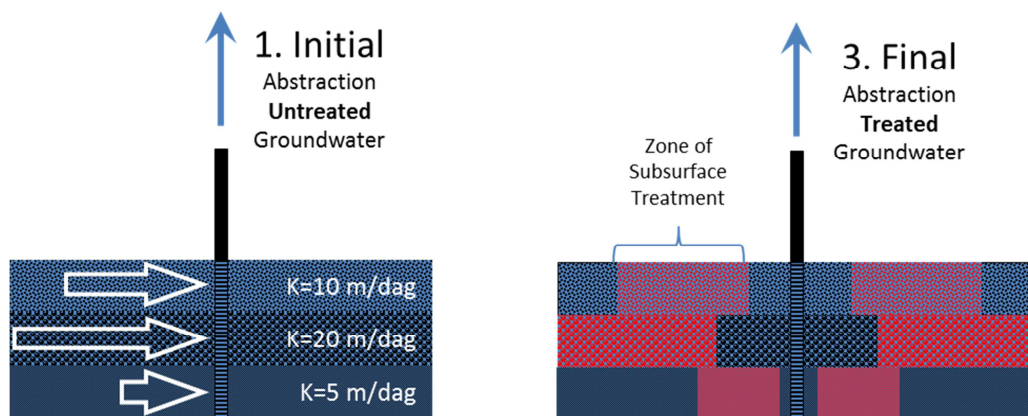 1. Initial
Abstraction
Untreated
Groundwater
K=10 m/dag
K=20 m/dag
K=5 m/dag
3. Final
Abstraction
Treated
Groundwater
Zone of
Subsurface
Treatment